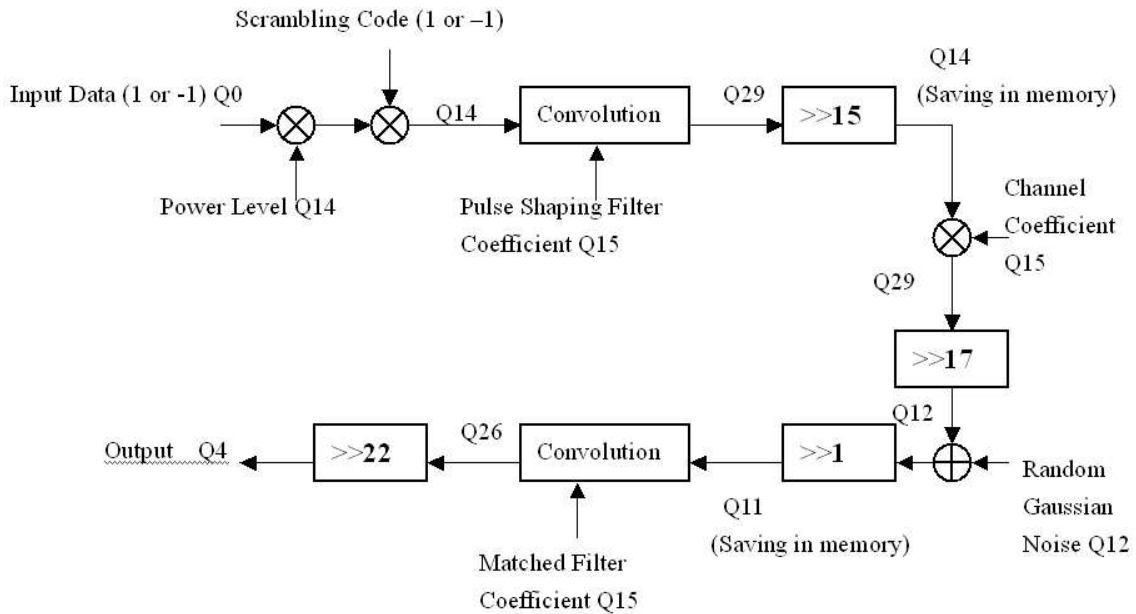 Scrambling Code (1 or –1)
Input Data (1 or -1) Q0
Q14
Convolution
Q29
>>15
Q14
(Saving in memory)
Power Level Q14
Pulse Shaping Filter
Coefficient Q15
Channel
Coefficient
Q15
Q29
>>17
Q12
Output Q4
>>22
Q26
Convolution
>>1
Random
Gaussian
Noise Q12
Q11
(Saving in memory)
Matched Filter
Coefficient Q15